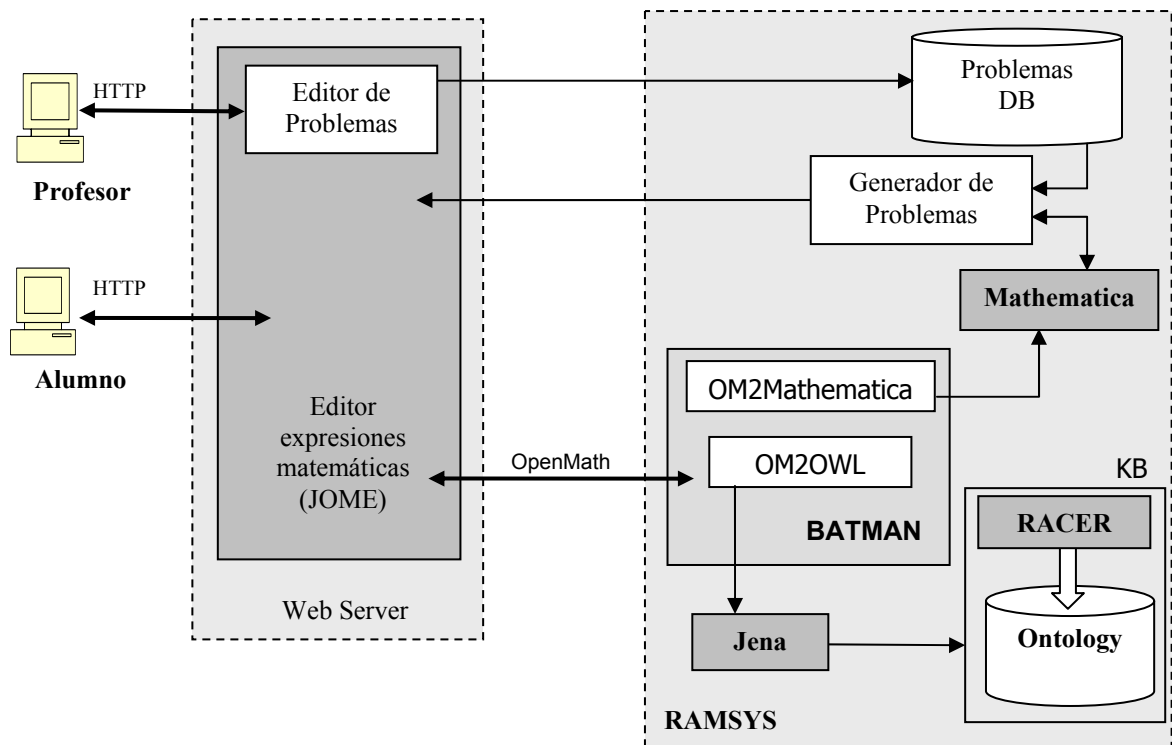 HTTP
Profesor
HTTP
Alumno
Editor de
Problemas
Editor
expresiones
matemáticas
(JOME)
Web Server
OpenMath
Problemas
DB
Generador de
Problemas
Mathematica
OM2Mathematica
OM2OWL
BATMAN
KB
RACER
Ontology
Jena
RAMSYS